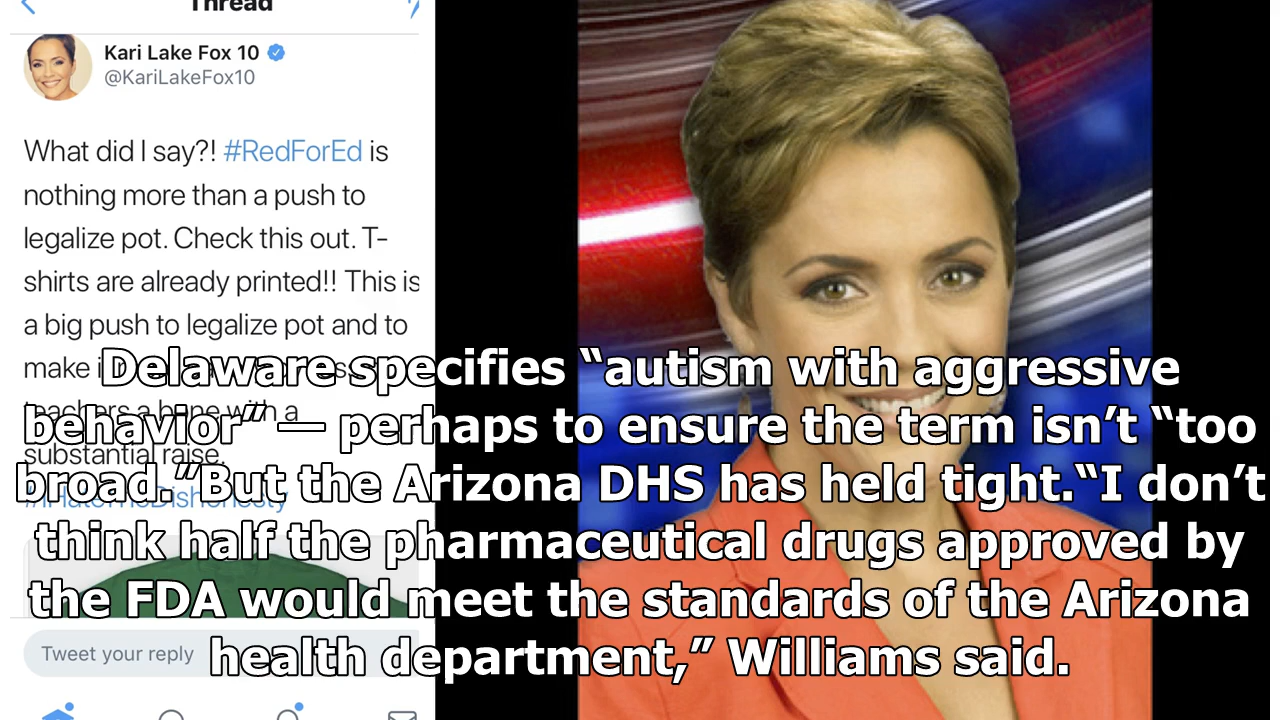 Thread
Kari Lake Fox 10
@KariLakeFox10
What did I say?! #RedForEd is
nothing more than a push to
legalize pot. Check this out. T-
shirts are already printed!! This is
a big push to legalize pot and to
make i
teachers a bone with a
substantial raise.
#IHateTheDishonesty
Tweet your reply
Delaware specifies “autism with aggressive
behavior” — perhaps to ensure the term isn’t “too
broad.”But the Arizona DHS has held tight.“I don’t
think half the pharmaceutical drugs approved by
the FDA would meet the standards of the Arizona
health department,” Williams said.